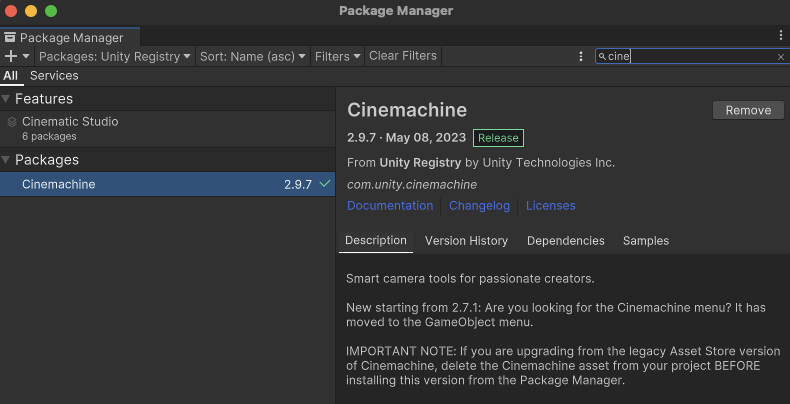 Package Manager
Package Manager
Packages: Unity Registry Sort: Name (asc) Filters Clear Filters cine
All Services
Features
Cinematic Studio
6 packages
Packages
Cinemachine 2.9.7
Cinemachine Remove
2.9.7 · May 08, 2023 Release
From Unity Registry by Unity Technologies Inc.
com.unity.cinemachine
Documentation Changelog Licenses
Description Version History Dependencies Samples
Smart camera tools for passionate creators.
New starting from 2.7.1: Are you looking for the Cinemachine menu? It has
moved to the GameObject menu.
IMPORTANT NOTE: If you are upgrading from the legacy Asset Store version
of Cinemachine, delete the Cinemachine asset from your project BEFORE
installing this version from the Package Manager.